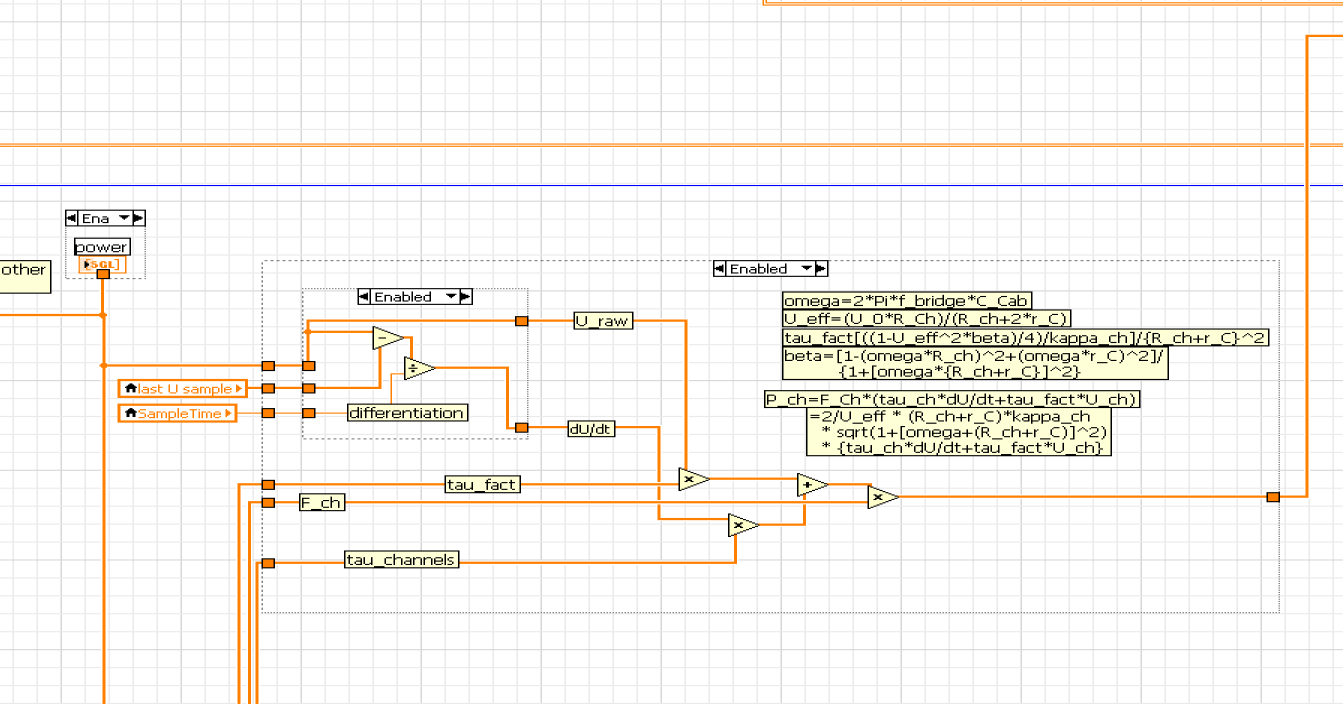 Ena
power
[SGL]
other
Enabled
Enabled
omega=2*Pi*f_bridge*C_Cab
U_eff=(U_0*R_Ch)/(R_ch+2*r_C)
tau_fact[((1-U_eff^2*beta)/4)/kappa_ch]/{R_ch+r_C}^2
beta=[1-(omega*R_ch)^2+(omega*r_C)^2]/
{1+[omega*{R_ch+r_C}]^2}
U_raw
-
÷
last U sample
SampleTime
differentiation
P_ch=F_Ch*(tau_ch*dU/dt+tau_fact*U_ch)
=2/U_eff * (R_ch+r_C)*kappa_ch
* sqrt(1+[omega+(R_ch+r_C)]^2)
* {tau_ch*dU/dt+tau_fact*U_ch}
dU/dt
tau_fact
×
+
F_ch
×
×
tau_channels